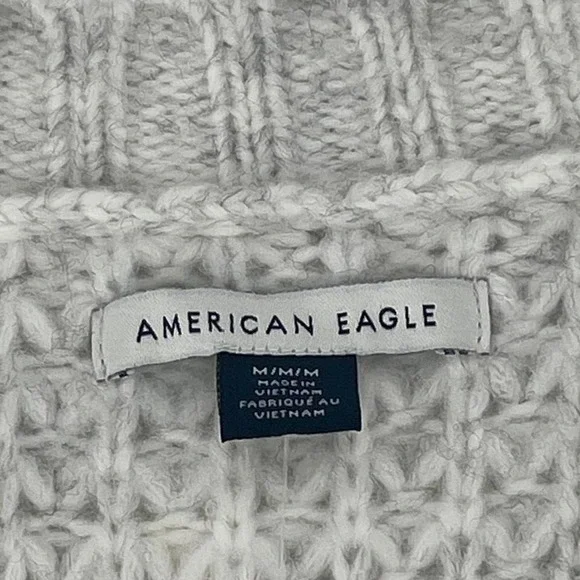 AMERICAN EAGLE
M/M/M
MADE IN
VIETNAM
FABRIQUÉ AU
VIETNAM